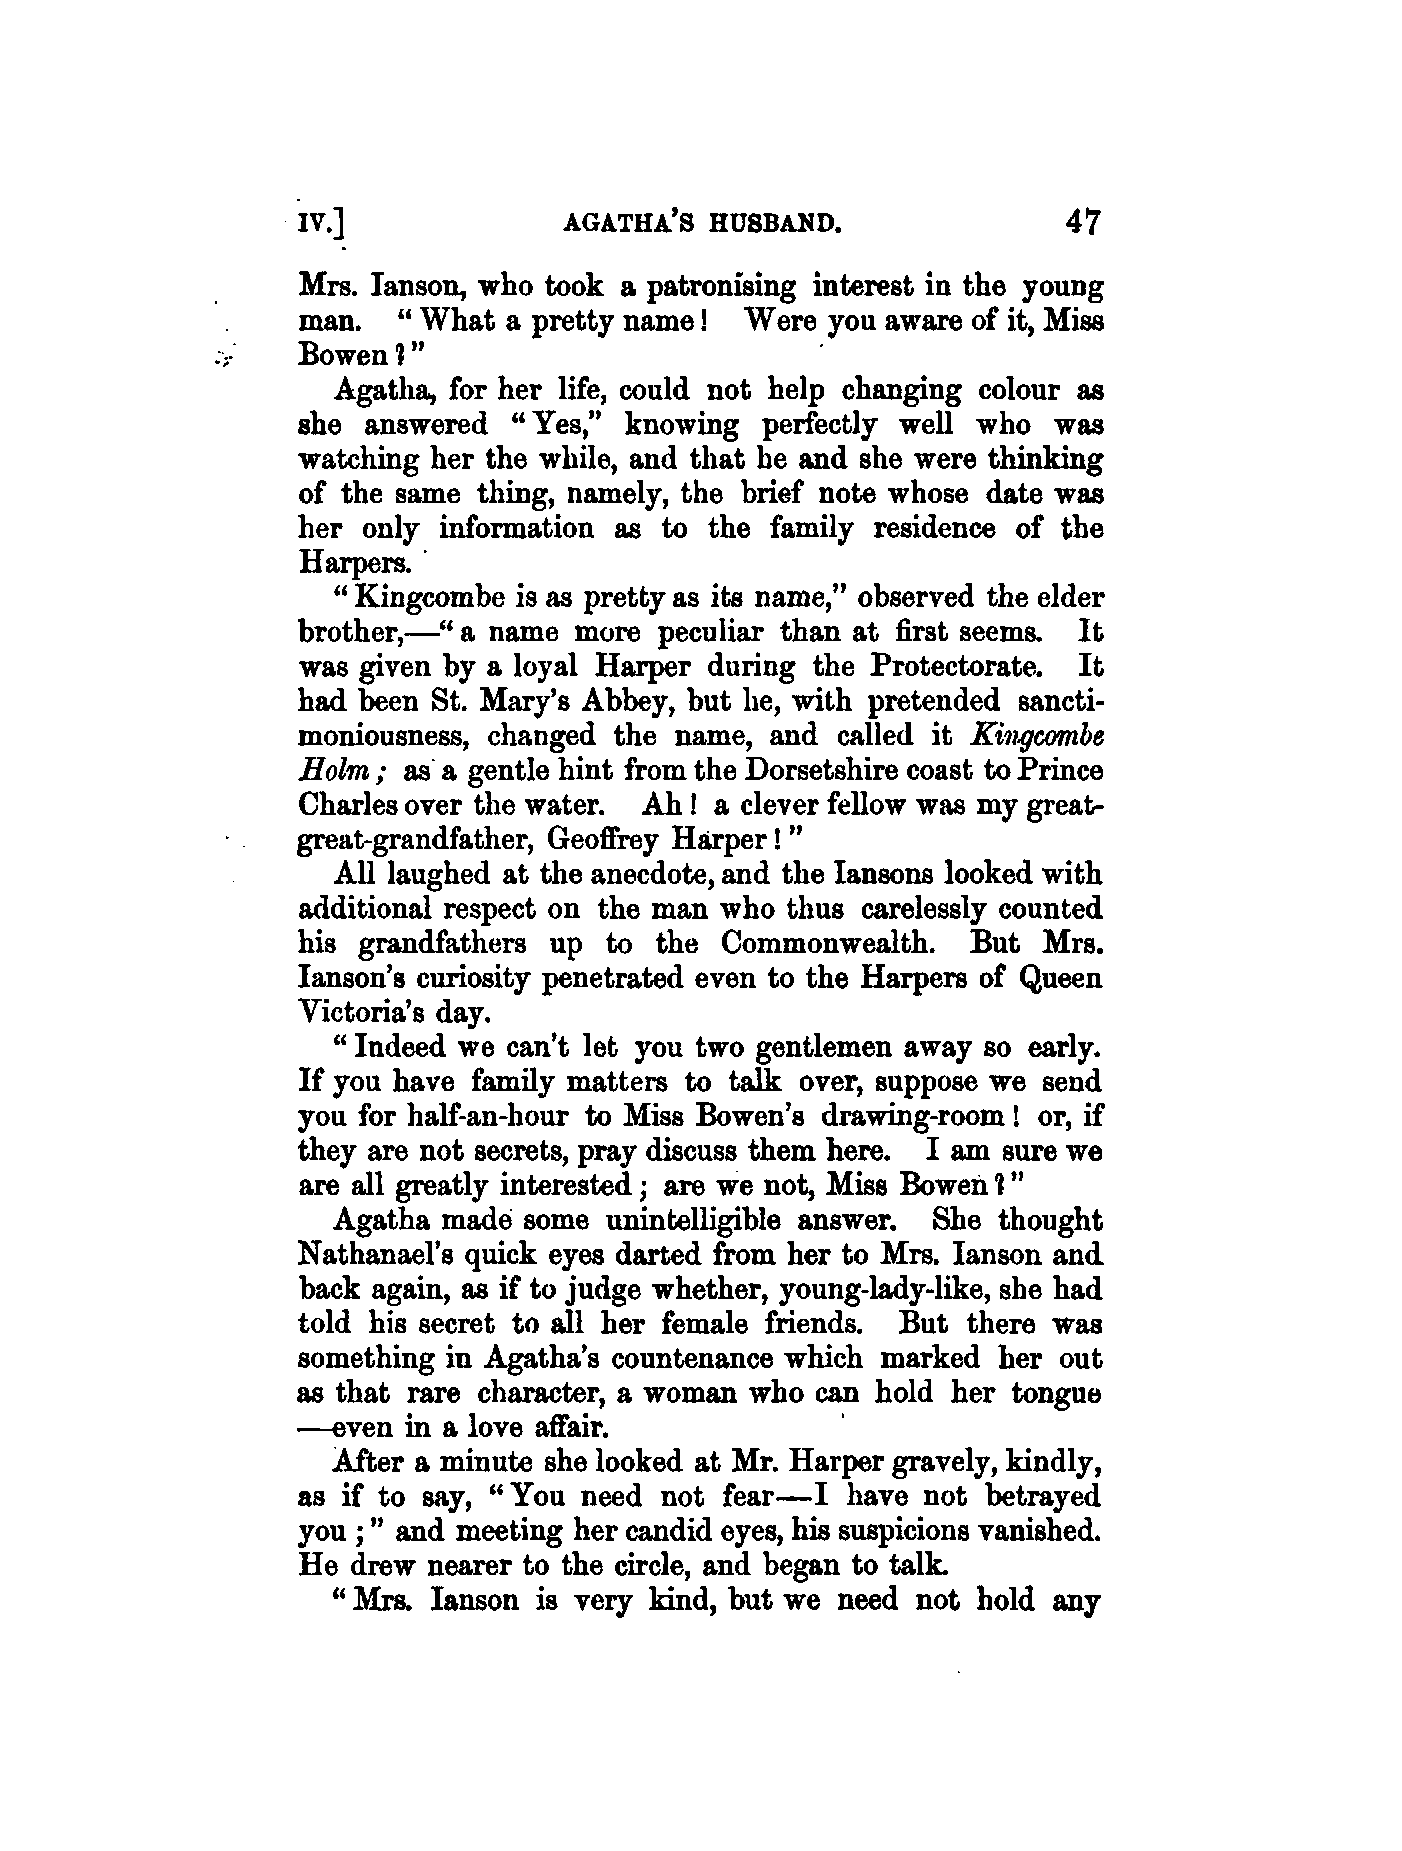 IV.] AGATHA'S HUSBAND. 47
Mrs. Ianson, who took a patronising interest in the young
man. “What a pretty name! Were you aware of it, Miss
Bowen?”
Agatha, for her life, could not help changing colour as
she answered “Yes,” knowing perfectly well who was
watching her the while, and that he and she were thinking
of the same thing, namely, the brief note whose date was
her only information as to the family residence of the
Harpers.
“Kingcombe is as pretty as its name,” observed the elder
brother,—“a name more peculiar than at first seems. It
was given by a loyal Harper during the Protectorate. It
had been St. Mary's Abbey, but he, with pretended sancti-
moniousness, changed the name, and called it Kingcombe
Holm; as a gentle hint from the Dorsetshire coast to Prince
Charles over the water. Ah! a clever fellow was my great-
great-grandfather, Geoffrey Harper!”
All laughed at the anecdote, and the Iansons looked with
additional respect on the man who thus carelessly counted
his grandfathers up to the Commonwealth. But Mrs.
Ianson's curiosity penetrated even to the Harpers of Queen
Victoria's day.
“Indeed we can't let you two gentlemen away so early.
If you have family matters to talk over, suppose we send
you for half-an-hour to Miss Bowen's drawing-room! or, if
they are not secrets, pray discuss them here. I am sure we
are all greatly interested; are we not, Miss Bowen?”
Agatha made some unintelligible answer. She thought
Nathanael's quick eyes darted from her to Mrs. Ianson and
back again, as if to judge whether, young-lady-like, she had
told his secret to all her female friends. But there was
something in Agatha's countenance which marked her out
as that rare character, a woman who can hold her tongue
—even in a love affair.
After a minute she looked at Mr. Harper gravely, kindly,
as if to say, “You need not fear—I have not betrayed
you;” and meeting her candid eyes, his suspicions vanished.
He drew nearer to the circle, and began to talk.
“Mrs. Ianson is very kind, but we need not hold any